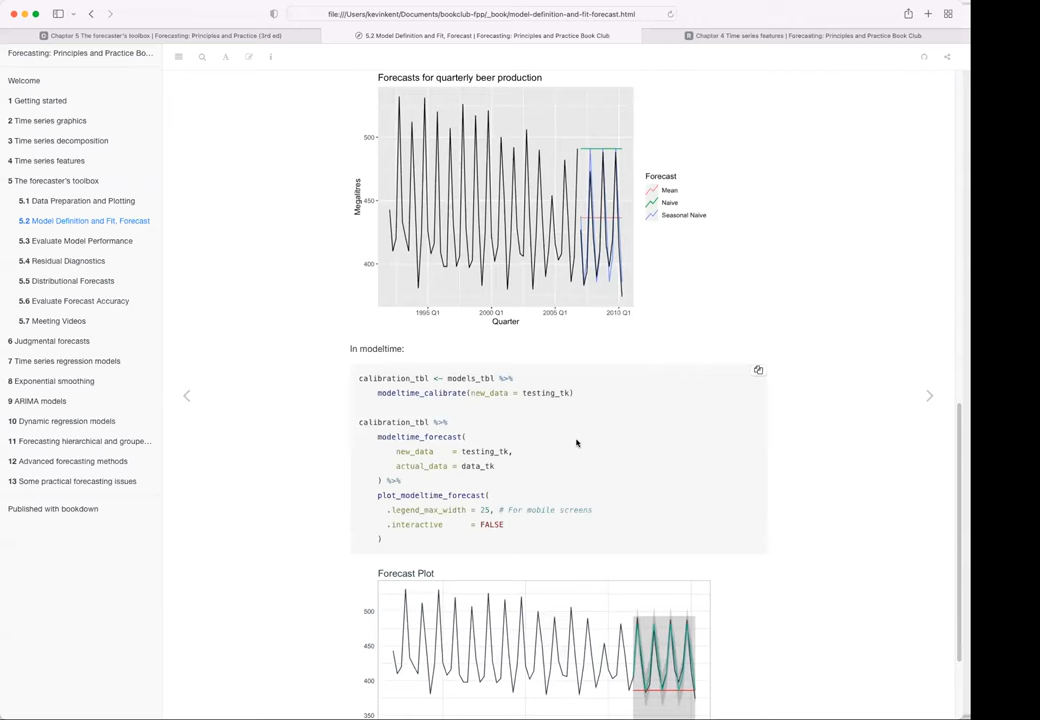 file:///Users/kevinkent/Documents/bookclub-fpp/_book/model-definition-and-fit-forecast.html
Chapter 5 The forecaster's toolbox | Forecasting: Principles and Practice (3rd ed)
5.2 Model Definition and Fit, Forecast | Forecasting: Principles and Practice Book Club
Chapter 4 Time series features | Forecasting: Principles and Practice Book Club
Forecasting: Principles and Practice Bo...
Welcome
1 Getting started
2 Time series graphics
3 Time series decomposition
4 Time series features
5 The forecaster's toolbox
5.1 Data Preparation and Plotting
5.2 Model Definition and Fit, Forecast
5.3 Evaluate Model Performance
5.4 Residual Diagnostics
5.5 Distributional Forecasts
5.6 Evaluate Forecast Accuracy
5.7 Meeting Videos
6 Judgmental forecasts
7 Time series regression models
8 Exponential smoothing
9 ARIMA models
10 Dynamic regression models
11 Forecasting hierarchical and groupe...
12 Advanced forecasting methods
13 Some practical forecasting issues
Published with bookdown
Forecasts for quarterly beer production
500
450
400
Megalitres
1995 Q1
2000 Q1
2005 Q1
2010 Q1
Quarter
Forecast
Mean
Naive
Seasonal Naive
In modeltime:
calibration_tbl <- models_tbl %>%
modeltime_calibrate(new_data = testing_tk)
calibration_tbl %>%
modeltime_forecast(
new_data    = testing_tk,
actual_data = data_tk
) %>%
plot_modeltime_forecast(
.legend_max_width = 25, # For mobile screens
.interactive      = FALSE
)
Forecast Plot
500
450
400
350